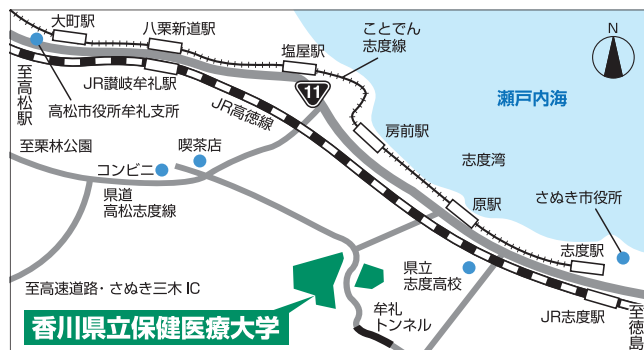 大町駅
八栗新道駅
塩屋駅
ことでん
志度線
至高松駅
JR讃岐牟礼駅
高松市役所牟礼支所
11
JR高徳線
瀬戸内海
房前駅
志度湾
至栗林公園
喫茶店
コンビニ
県道
高松志度線
原駅
さぬき市役所
志度駅
県立
志度高校
至高速道路・さぬき三木IC
香川県立保健医療大学
牟礼
トンネル
JR志度駅
至徳島
N